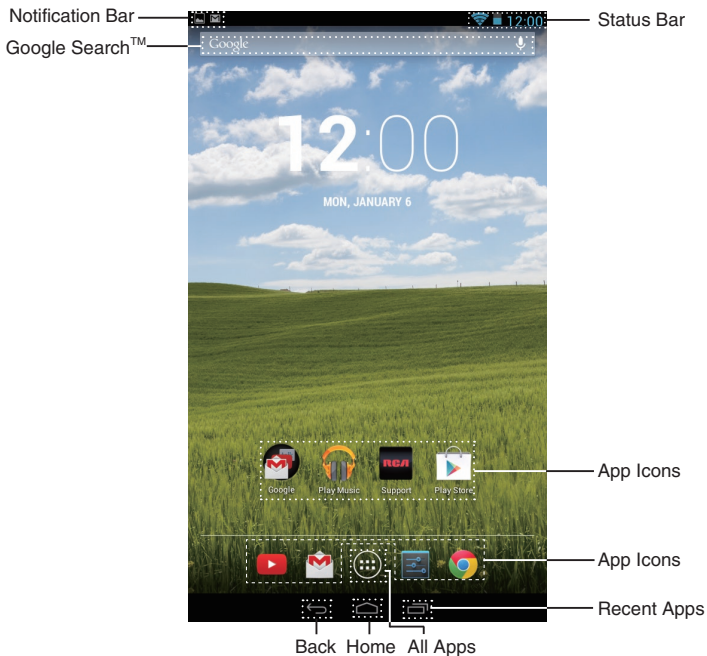 Notification Bar
12:00
Status Bar
Google Search™
Google
12:00
MON, JANUARY 6
RCA
Google
Play Music
Support
Play Store
App Icons
App Icons
Recent Apps
Back
Home
All Apps